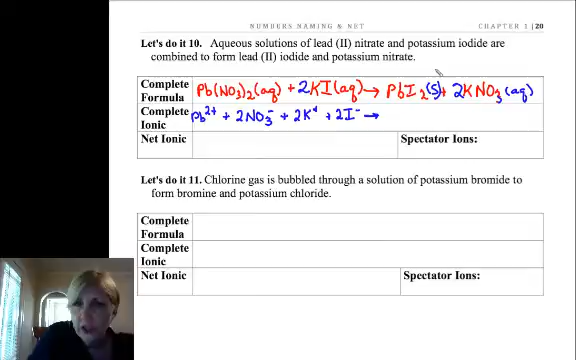 NUMBERS NAMING & NET CHAPTER 1 | 20
Let's do it 10. Aqueous solutions of lead (II) nitrate and potassium iodide are
combined to form lead (II) iodide and potassium nitrate.
Complete Formula Pb(NO₃)₂(aq) + 2KI(aq) → PbI₂(s) + 2KNO₃(aq)
Complete Ionic Pb²⁺ + 2NO₃⁻ + 2K⁺ + 2I⁻ →
Net Ionic Spectator Ions:
Let's do it 11. Chlorine gas is bubbled through a solution of potassium bromide to
form bromine and potassium chloride.
Complete Formula
Complete Ionic
Net Ionic Spectator Ions: